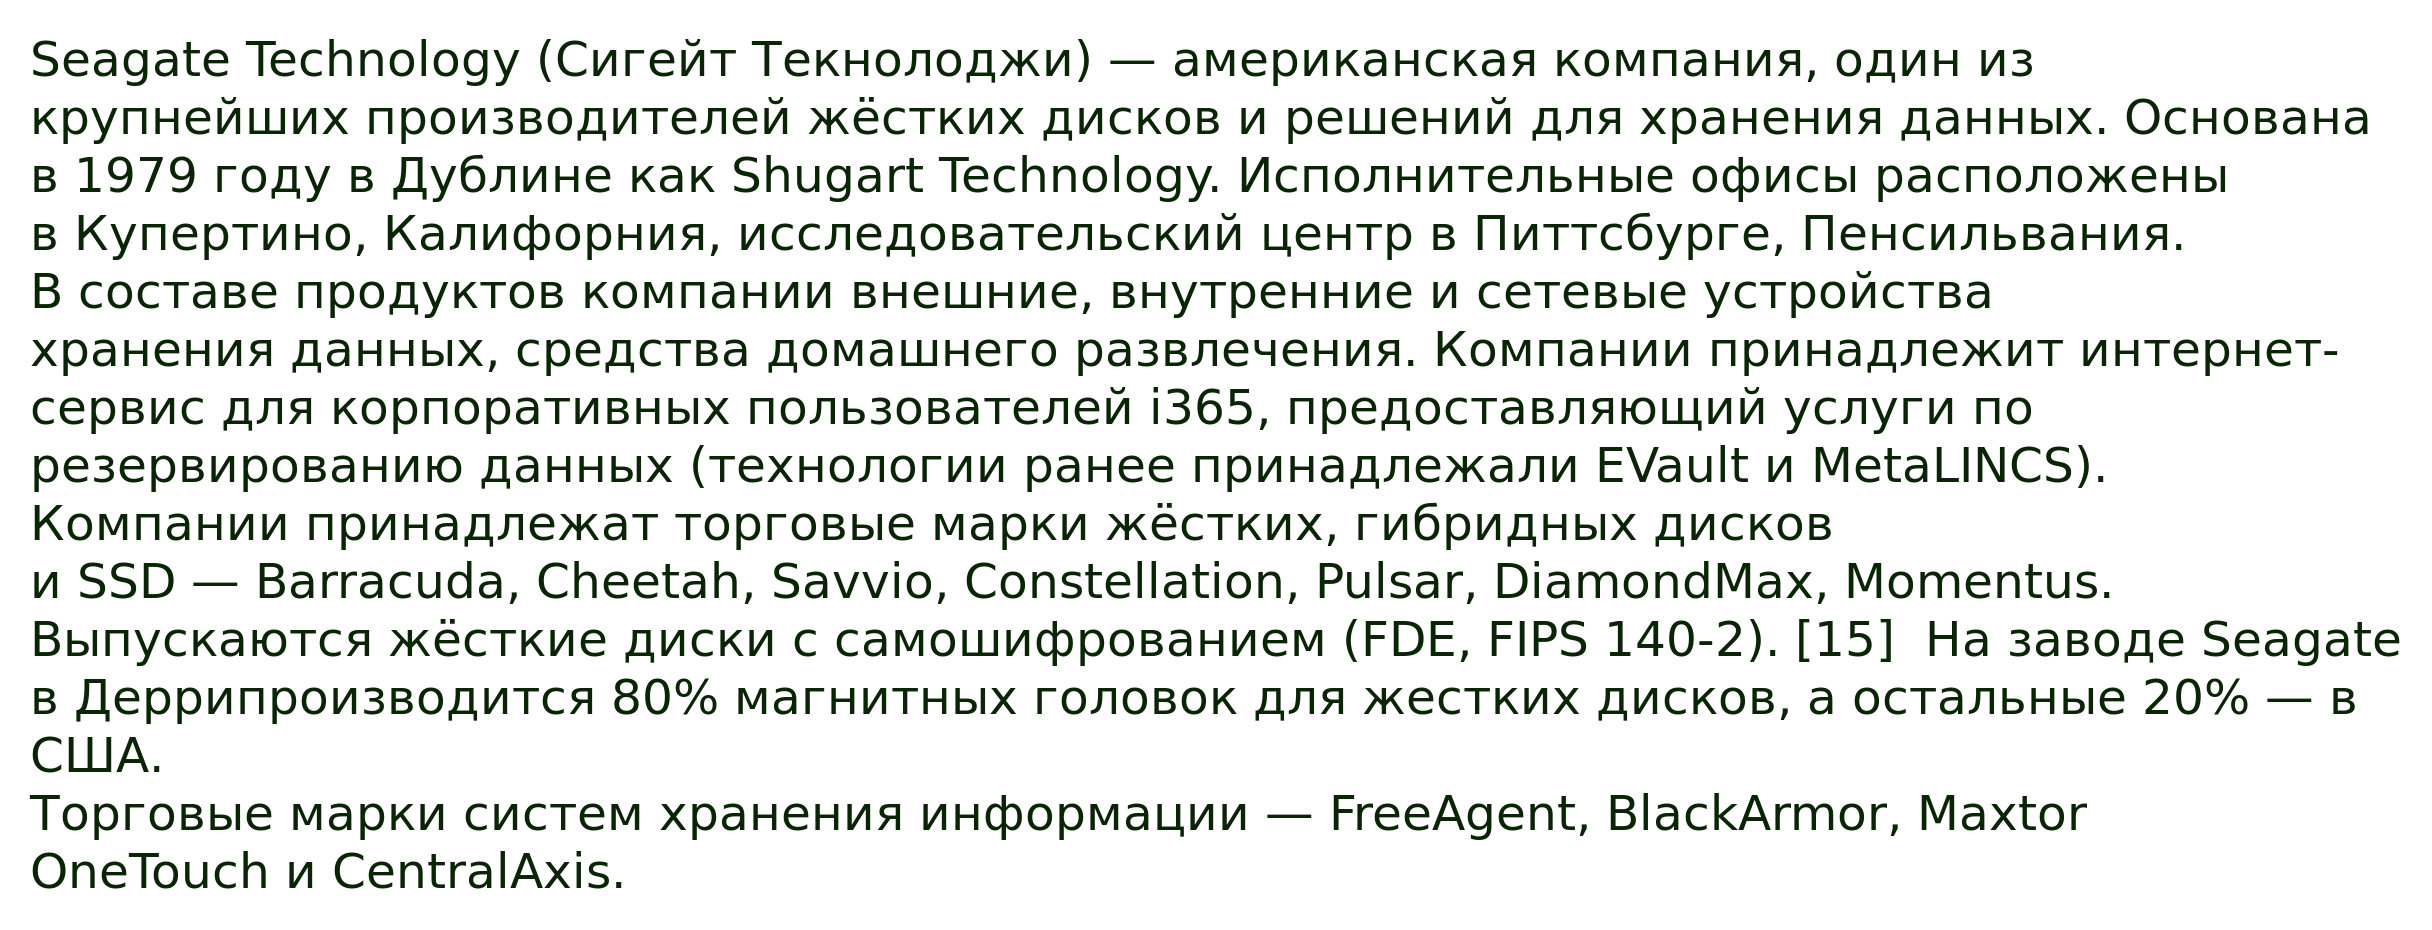 Seagate Technology (Сигейт Текнолоджи) — американская компания, один из
крупнейших производителей жёстких дисков и решений для хранения данных. Основана
в 1979 году в Дублине как Shugart Technology. Исполнительные офисы расположены
в Купертино, Калифорния, исследовательский центр в Питтсбурге, Пенсильвания.
В составе продуктов компании внешние, внутренние и сетевые устройства
хранения данных, средства домашнего развлечения. Компании принадлежит интернет-
сервис для корпоративных пользователей i365, предоставляющий услуги по
резервированию данных (технологии ранее принадлежали EVault и MetaLINCS).
Компании принадлежат торговые марки жёстких, гибридных дисков
и SSD — Barracuda, Cheetah, Savvio, Constellation, Pulsar, DiamondMax, Momentus.
Выпускаются жёсткие диски с самошифрованием (FDE, FIPS 140-2). [15]  На заводе Seagate
в Деррипроизводится 80% магнитных головок для жестких дисков, а остальные 20% — в
США.
Торговые марки систем хранения информации — FreeAgent, BlackArmor, Maxtor
OneTouch и CentralAxis.